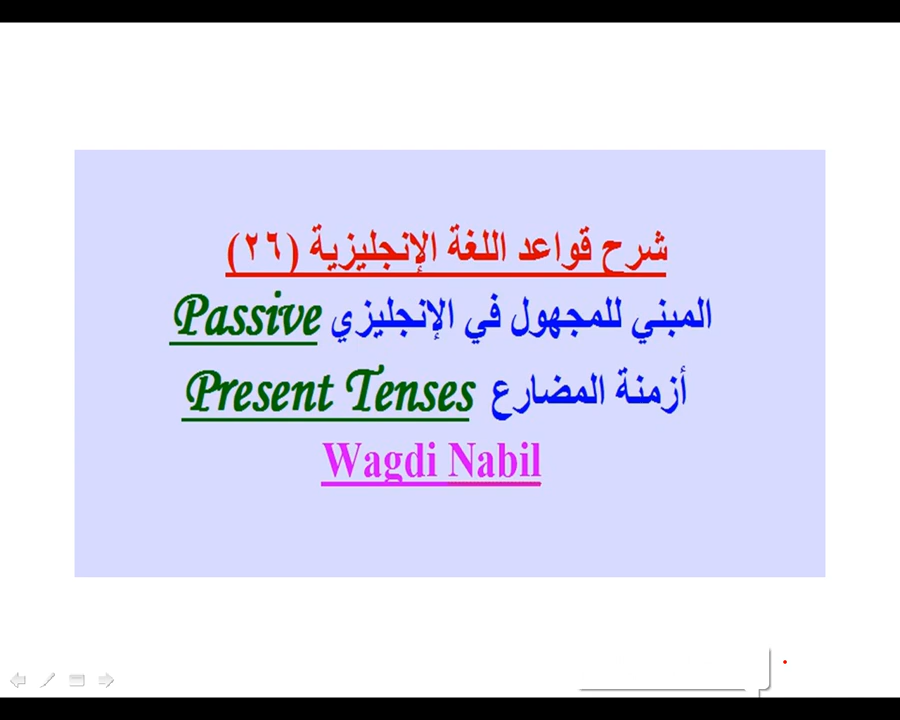 شرح قواعد اللغة الإنجليزية (٢٦)
المبني للمجهول في الإنجليزي Passive
أزمنة المضارع Present Tenses
Wagdi Nabil